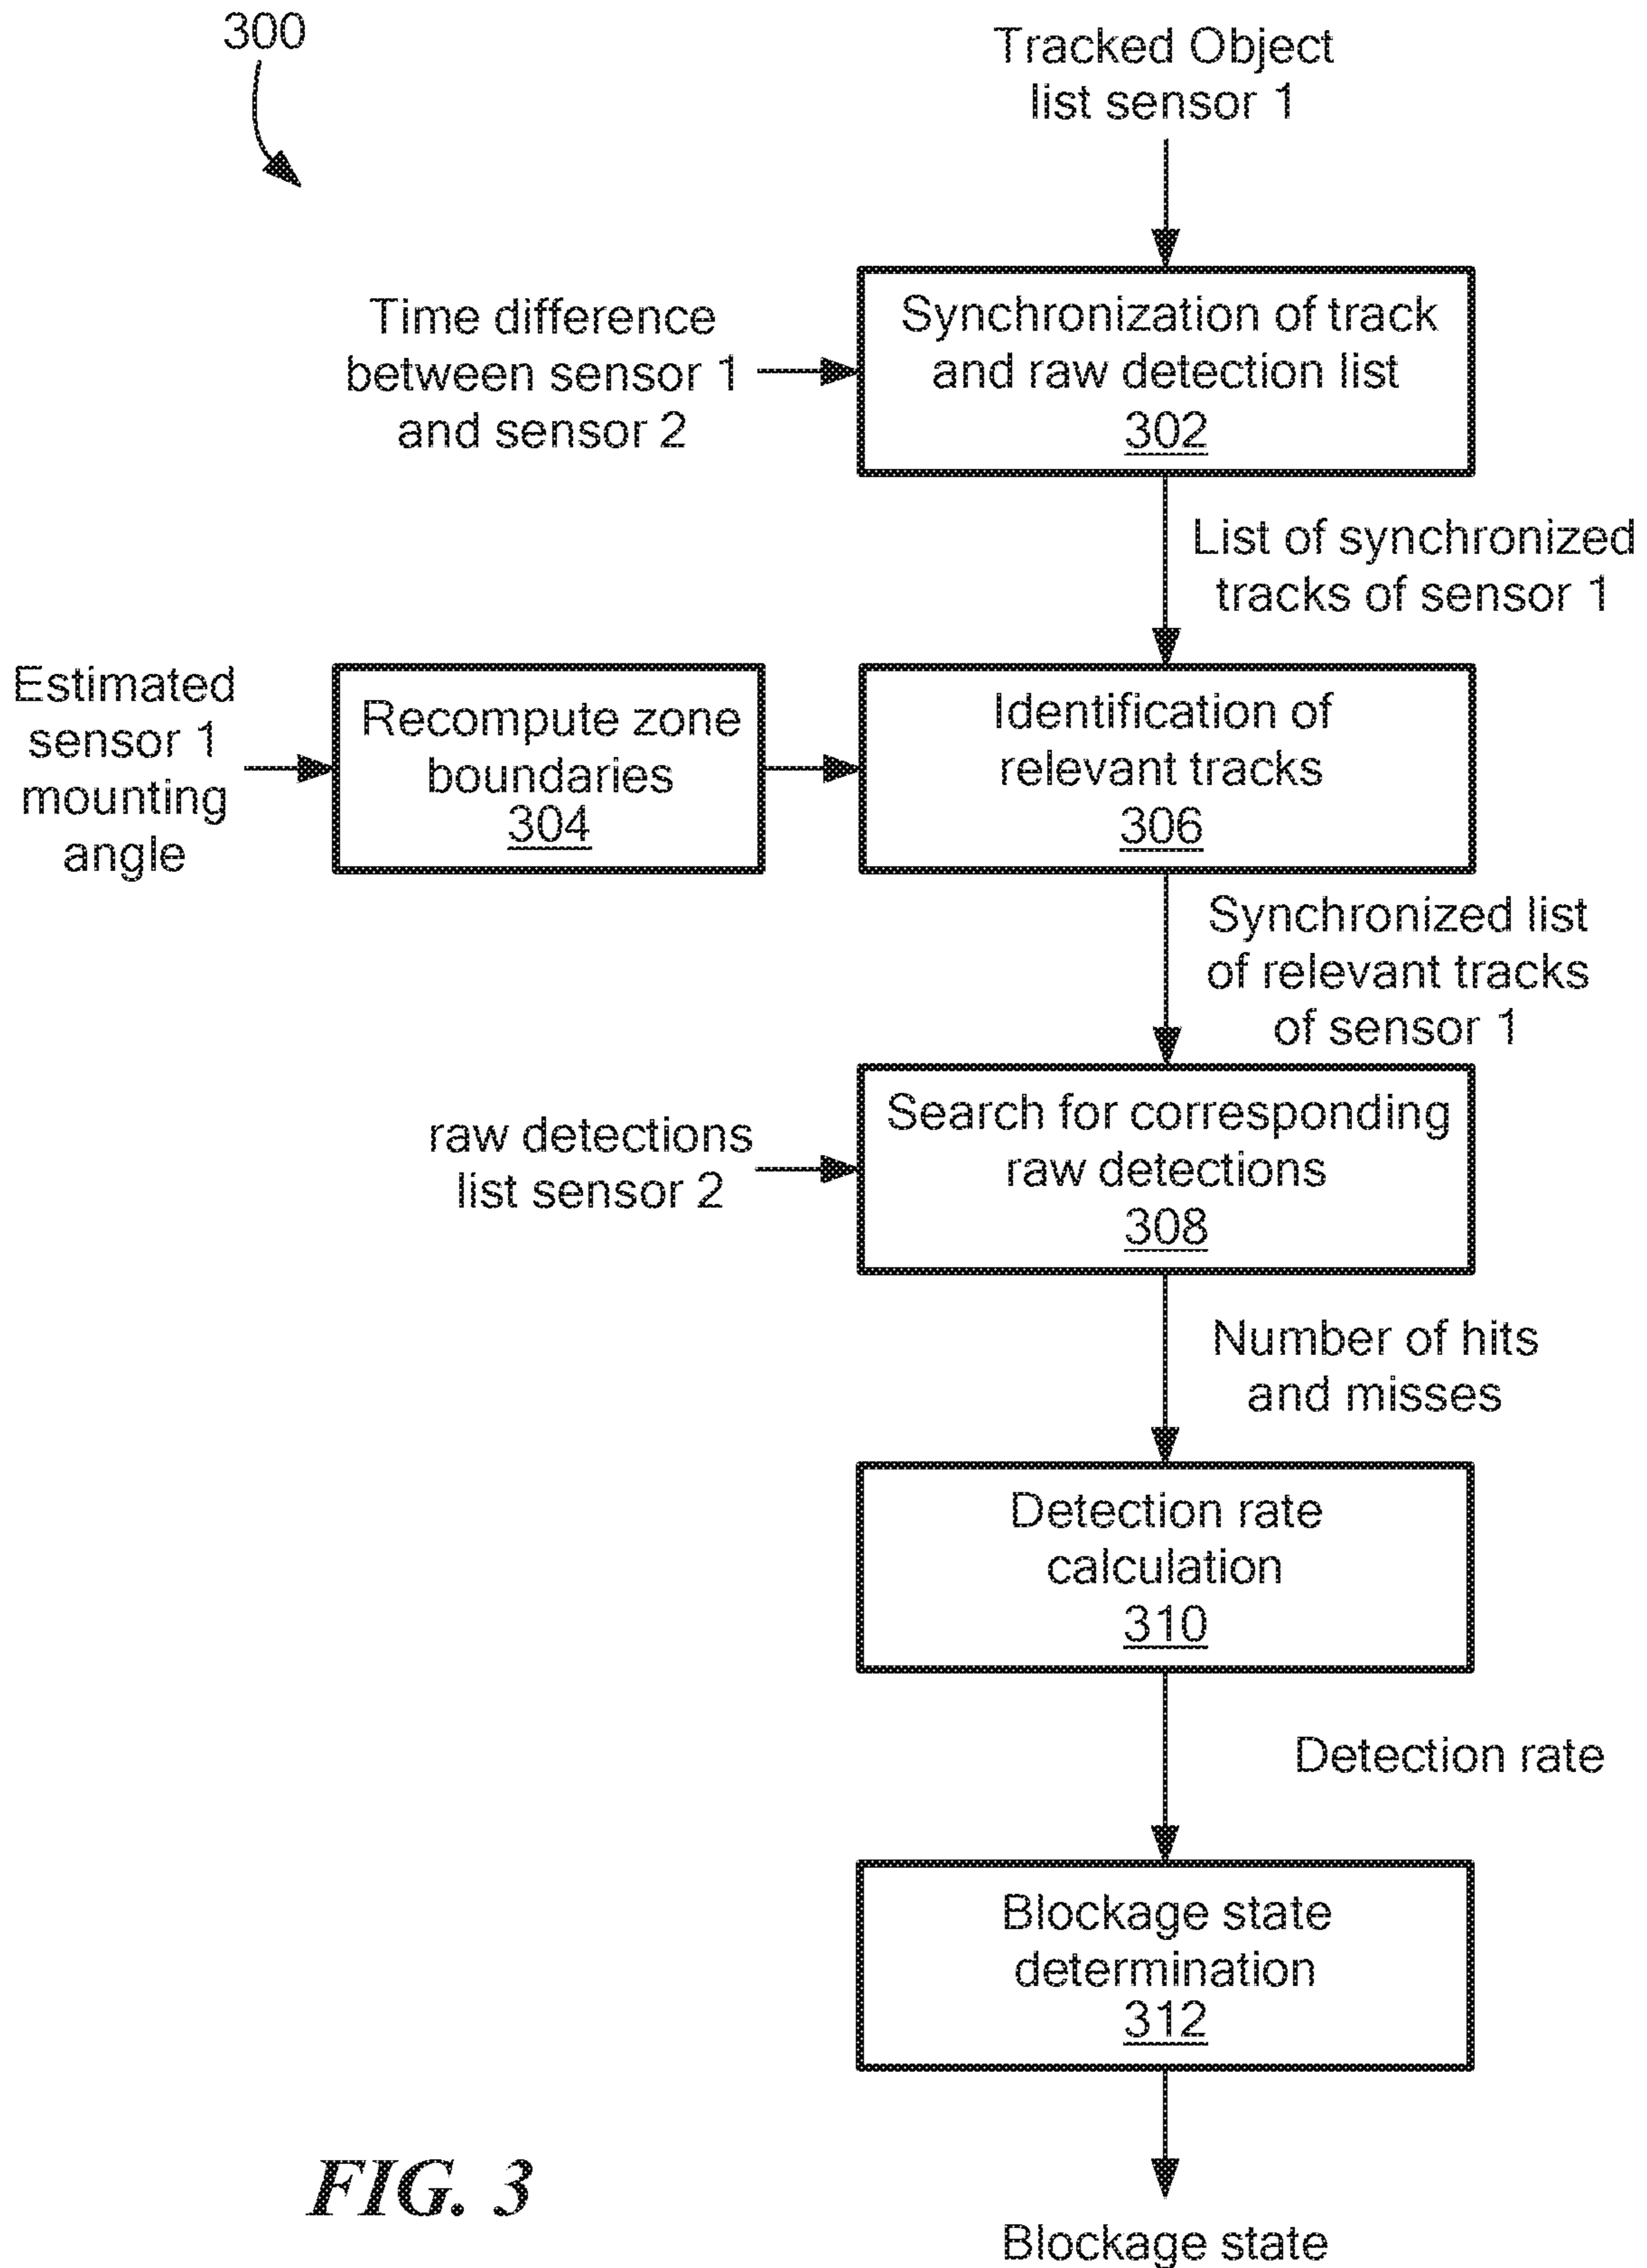 300
Tracked Object
list sensor 1
Time difference
between sensor 1
and sensor 2
Synchronization of track
and raw detection list
302
List of synchronized
tracks of sensor 1
Estimated
sensor 1
mounting
angle
Recompute zone
boundaries
304
Identification of
relevant tracks
306
Synchronized list
of relevant tracks
of sensor 1
raw detections
list sensor 2
Search for corresponding
raw detections
308
Number of hits
and misses
Detection rate
calculation
310
Detection rate
Blockage state
determination
312
Blockage state
FIG. 3